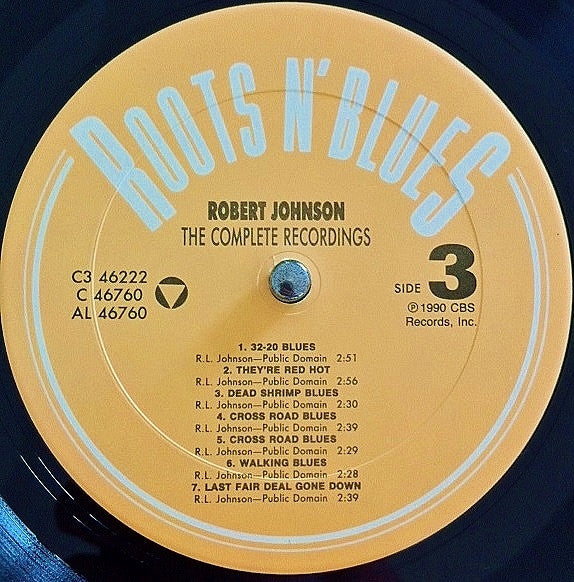 ROOTS N' BLUES
ROBERT JOHNSON
THE COMPLETE RECORDINGS
C3 46222
C 46760
AL 46760
SIDE 3
℗ 1990 CBS
Records, Inc.
1. 32-20 BLUES
R.L. Johnson—Public Domain 2:51
2. THEY'RE RED HOT
R.L. Johnson—Public Domain 2:56
3. DEAD SHRIMP BLUES
R.L. Johnson—Public Domain 2:30
4. CROSS ROAD BLUES
R.L. Johnson—Public Domain 2:39
5. CROSS ROAD BLUES
R.L. Johnson—Public Domain 2:29
6. WALKING BLUES
R.L. Johnson—Public Domain 2:28
7. LAST FAIR DEAL GONE DOWN
R.L. Johnson—Public Domain 2:39